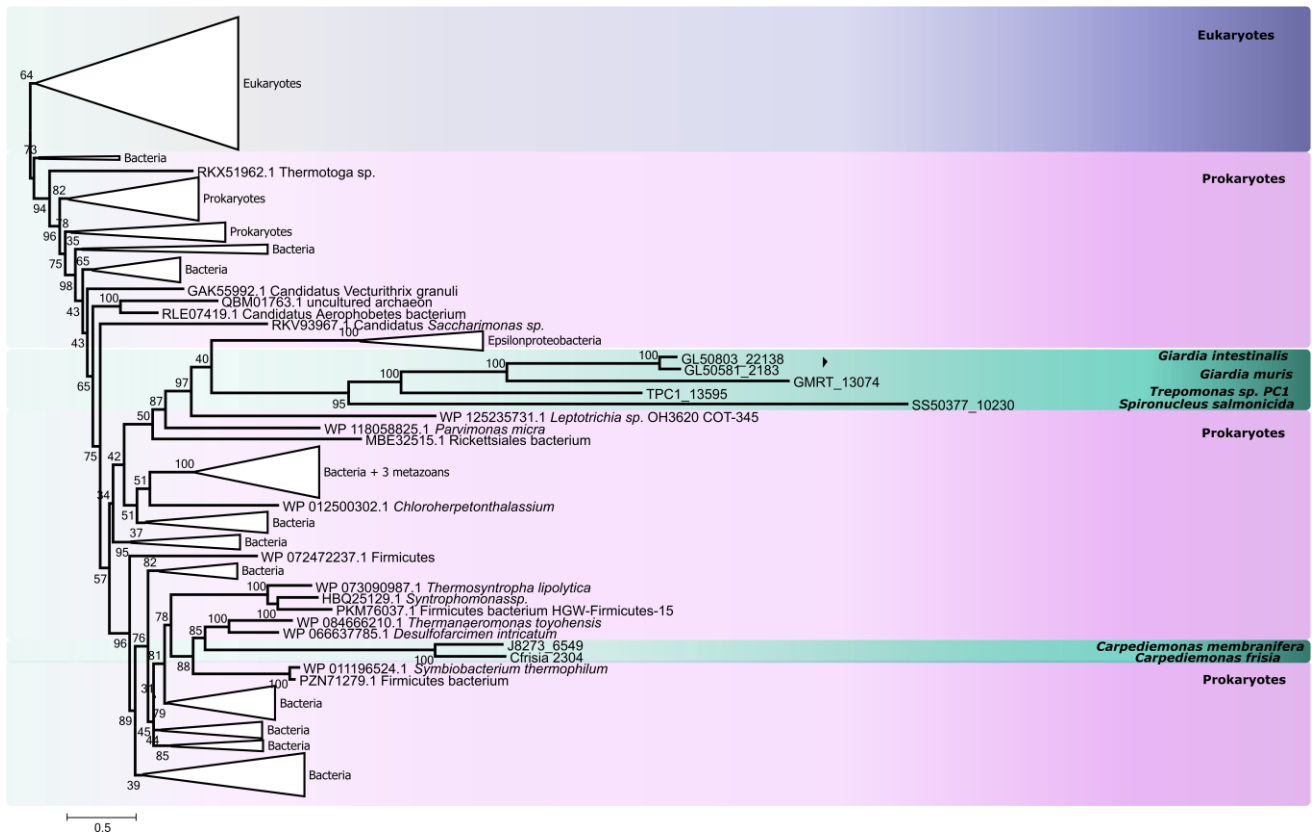 Eukaryotes
64
Eukaryotes
73
Bacteria
Prokaryotes
RKX51962.1 Thermotoga sp.
82
94
Prokaryotes
78
96
35
Prokaryotes
75
65
Bacteria
98
Bacteria
GAK55992.1 Candidatus Vecturithrix granuli
100
QBM01763.1 uncultured archaeon
43
RLE07419.1 Candidatus Aerophobetes bacterium
RKV93967.1 Candidatus Saccharimonas sp.
43
100
Epsilonproteobacteria
40
100
GL50803_22138
Giardia intestinalis
100
GL50581_2183
100
GMRT_13074
Giardia muris
65
97
TPC1_13595
Trepomonas sp. PC1
87
95
SS50377_10230
Spironucleus salmonicida
50
WP 125235731.1 Leptotrichia sp. OH3620 COT-345
WP 118058825.1 Parvimonas micra
Prokaryotes
MBE32515.1 Rickettsiales bacterium
75
42
100
Bacteria + 3 metazoans
51
34
WP 012500302.1 Chloroherpetonthalassium
51
Bacteria
37
Bacteria
95
WP 072472237.1 Firmicutes
57
82
Bacteria
100
WP 073090987.1 Thermosyntropha lipolytica
HBQ25129.1 Syntrophomonassp.
PKM76037.1 Firmicutes bacterium HGW-Firmicutes-15
78
100
100
WP 084666210.1 Thermanaeromonas toyohensis
85
WP 066637785.1 Desulfofarcimen intricatum
96
76
J8273_6549
Carpediemonas membranifera
81
88
100
Cfrisia 2304
Carpediemonas frisia
WP 011196524.1 Symbiobacterium thermophilum
100
PZN71279.1 Firmicutes bacterium
Prokaryotes
31
Bacteria
89
79
45
Bacteria
44
Bacteria
85
Bacteria
39
0.5